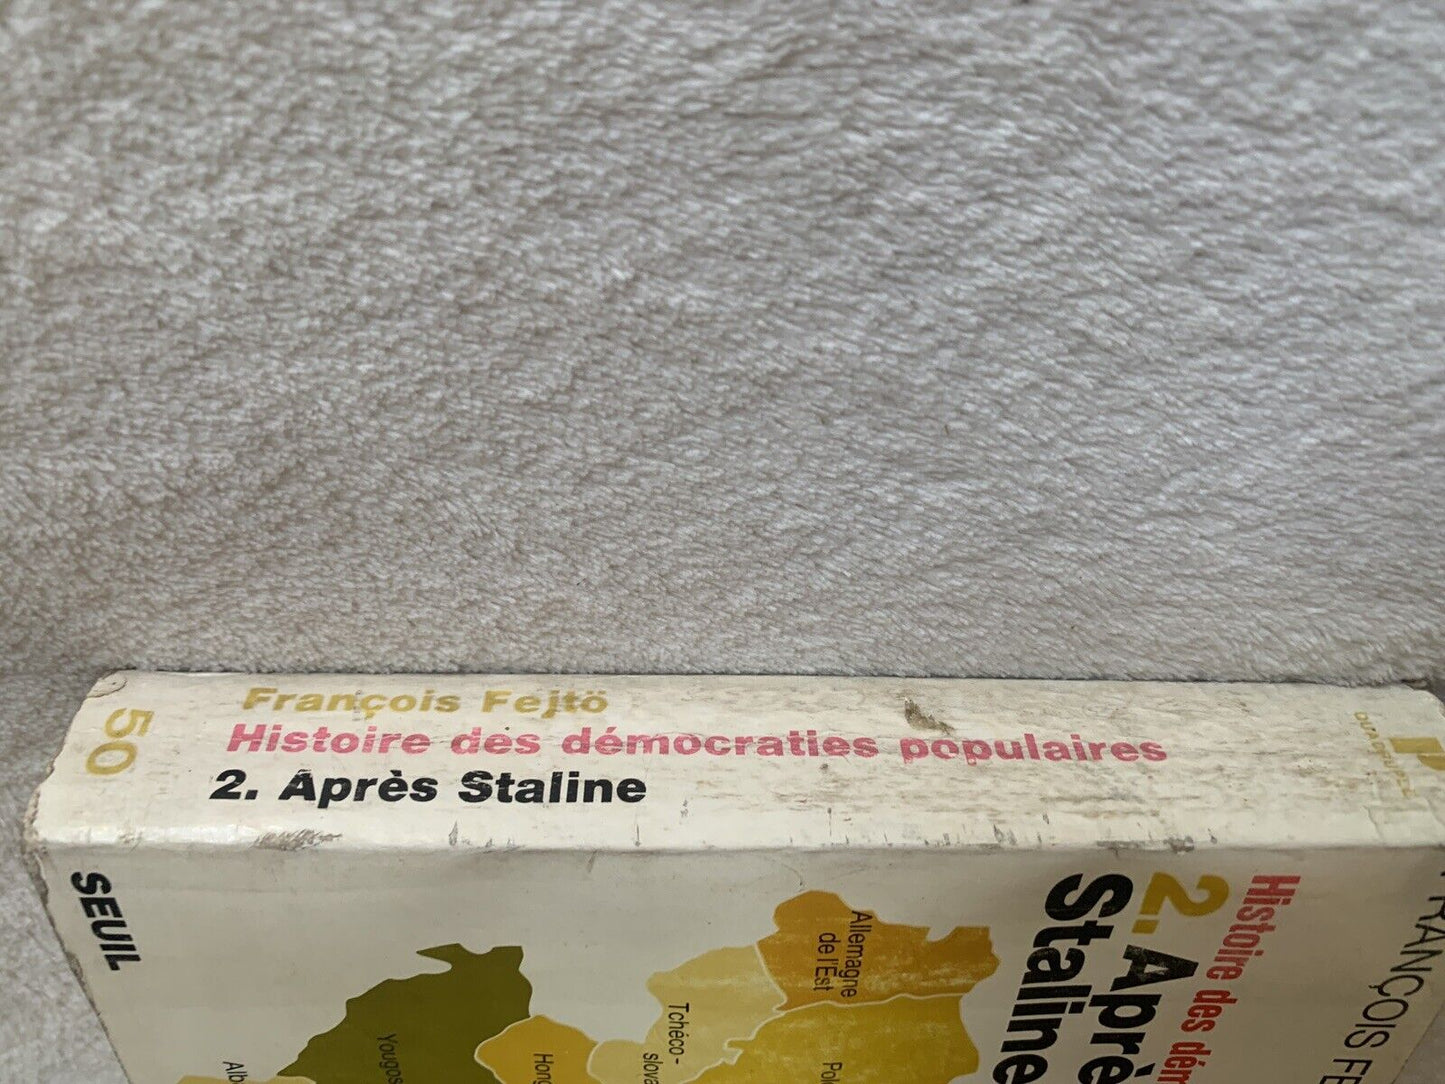 50
François Fejtö
Histoire des démocraties populaires
2. Après Staline
P
SEUIL
FRANÇOIS FE
Histoire des dém
2. Aprè
Staline
Allemagne
de l'Est
Tchéco-
slova
Pol
Hong
Yougos
Alb